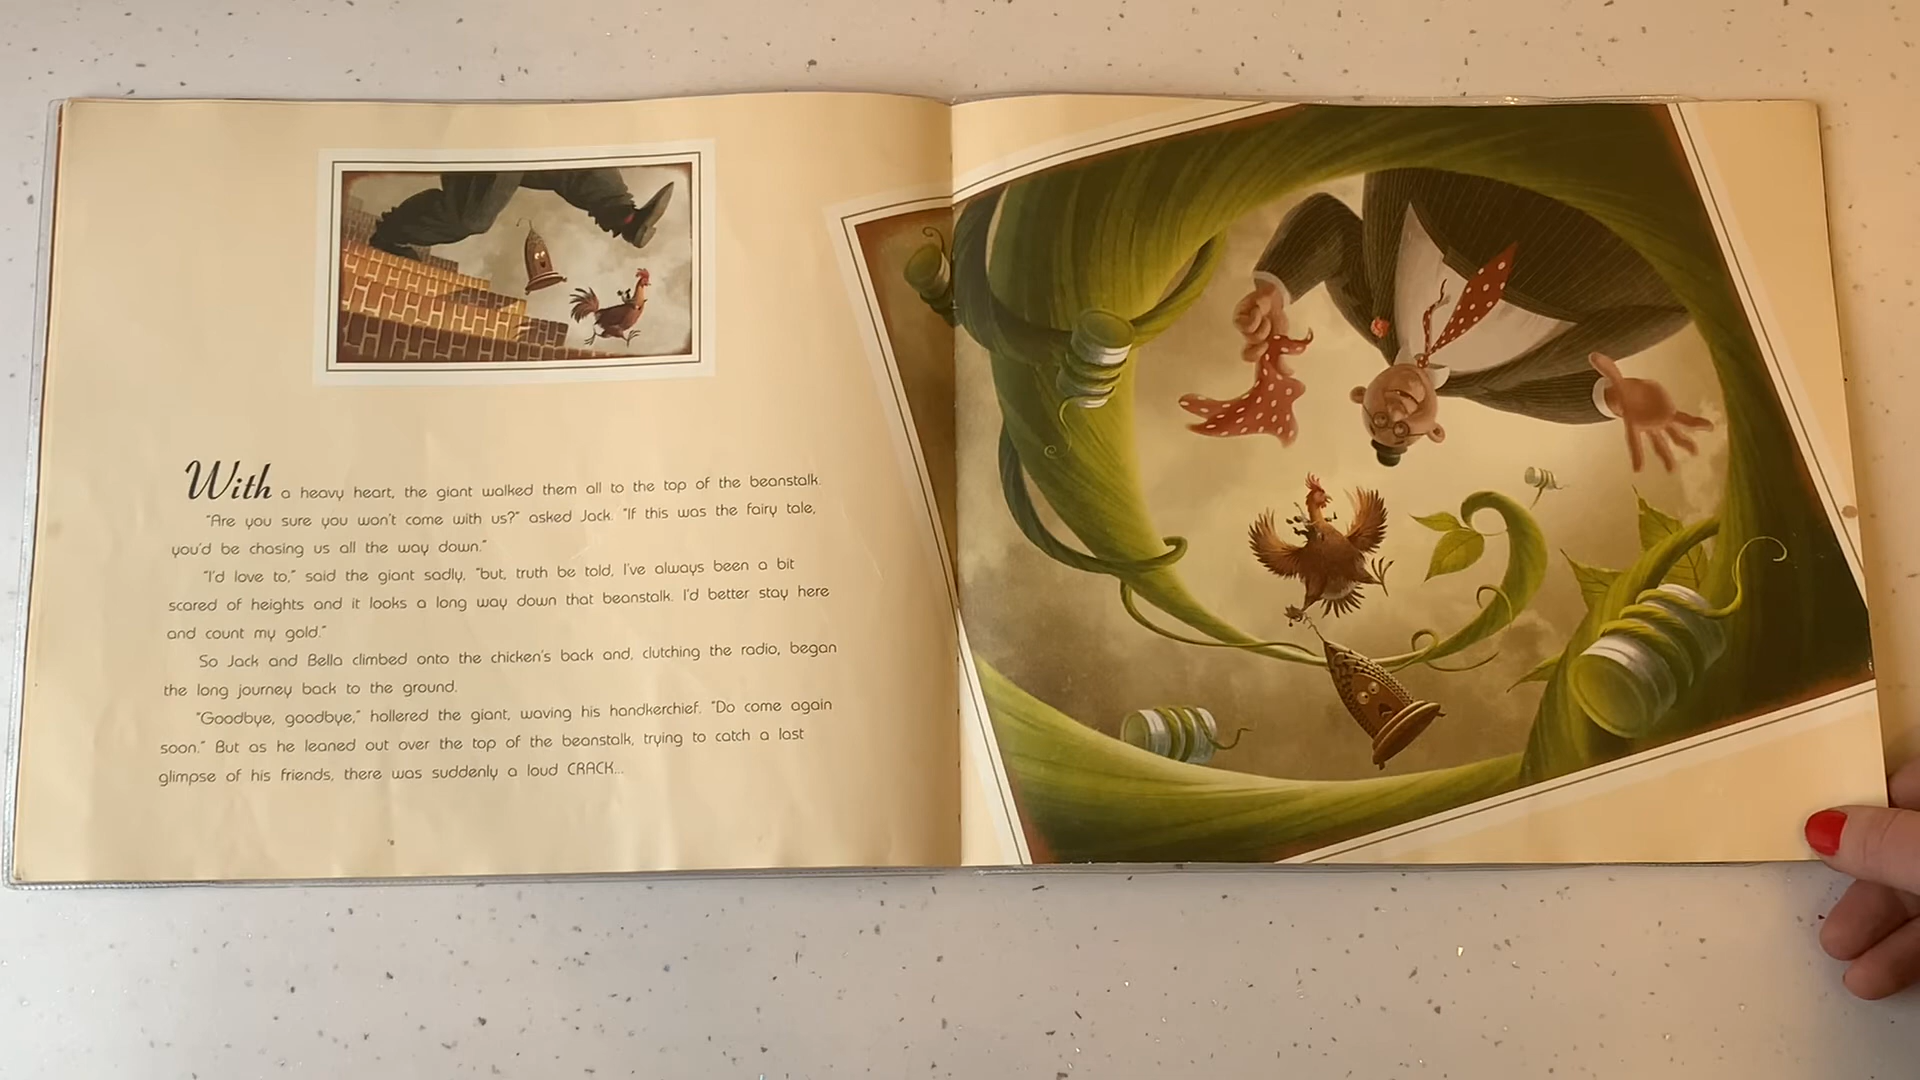 With a heavy heart, the giant walked them all to the top of the beanstalk.
"Are you sure you won't come with us?" asked Jack. "If this was the fairy tale,
you'd be chasing us all the way down."
"I'd love to," said the giant sadly, "but, truth be told, I've always been a bit
scared of heights and it looks a long way down that beanstalk. I'd better stay here
and count my gold."
So Jack and Bella climbed onto the chicken's back and, clutching the radio, began
the long journey back to the ground.
"Goodbye, goodbye," hollered the giant, waving his handkerchief. "Do come again
soon." But as he leaned out over the top of the beanstalk, trying to catch a last
glimpse of his friends, there was suddenly a loud CRACK...